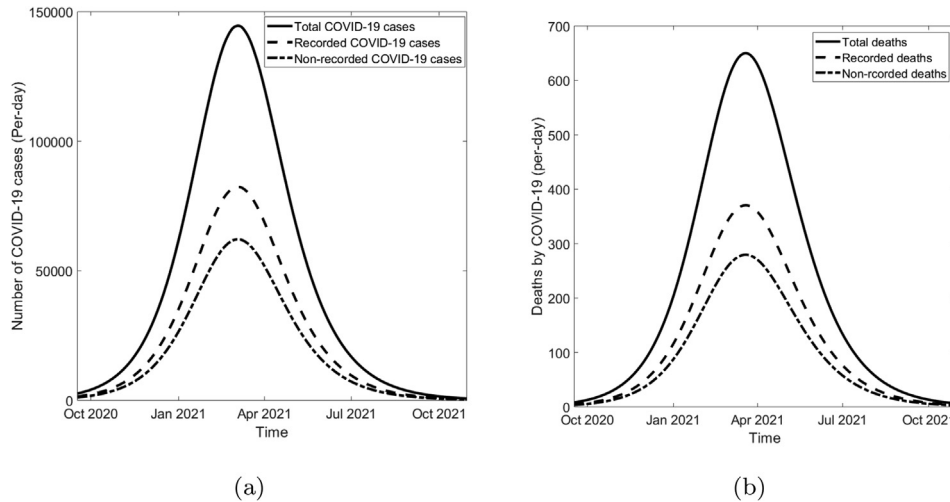 150000
100000
50000
0
Number of COVID-19 cases (Per-day)
Total COVID-19 cases
Recorded COVID-19 cases
Non-recorded COVID-19 cases
Oct 2020 Jan 2021 Apr 2021 Jul 2021 Oct 2021
Time
(a)
700
600
500
400
300
200
100
0
Deaths by COVID-19 (per-day)
Total deaths
Recorded deaths
Non-rcorded deaths
Oct 2020 Jan 2021 Apr 2021 Jul 2021 Oct 2021
Time
(b)